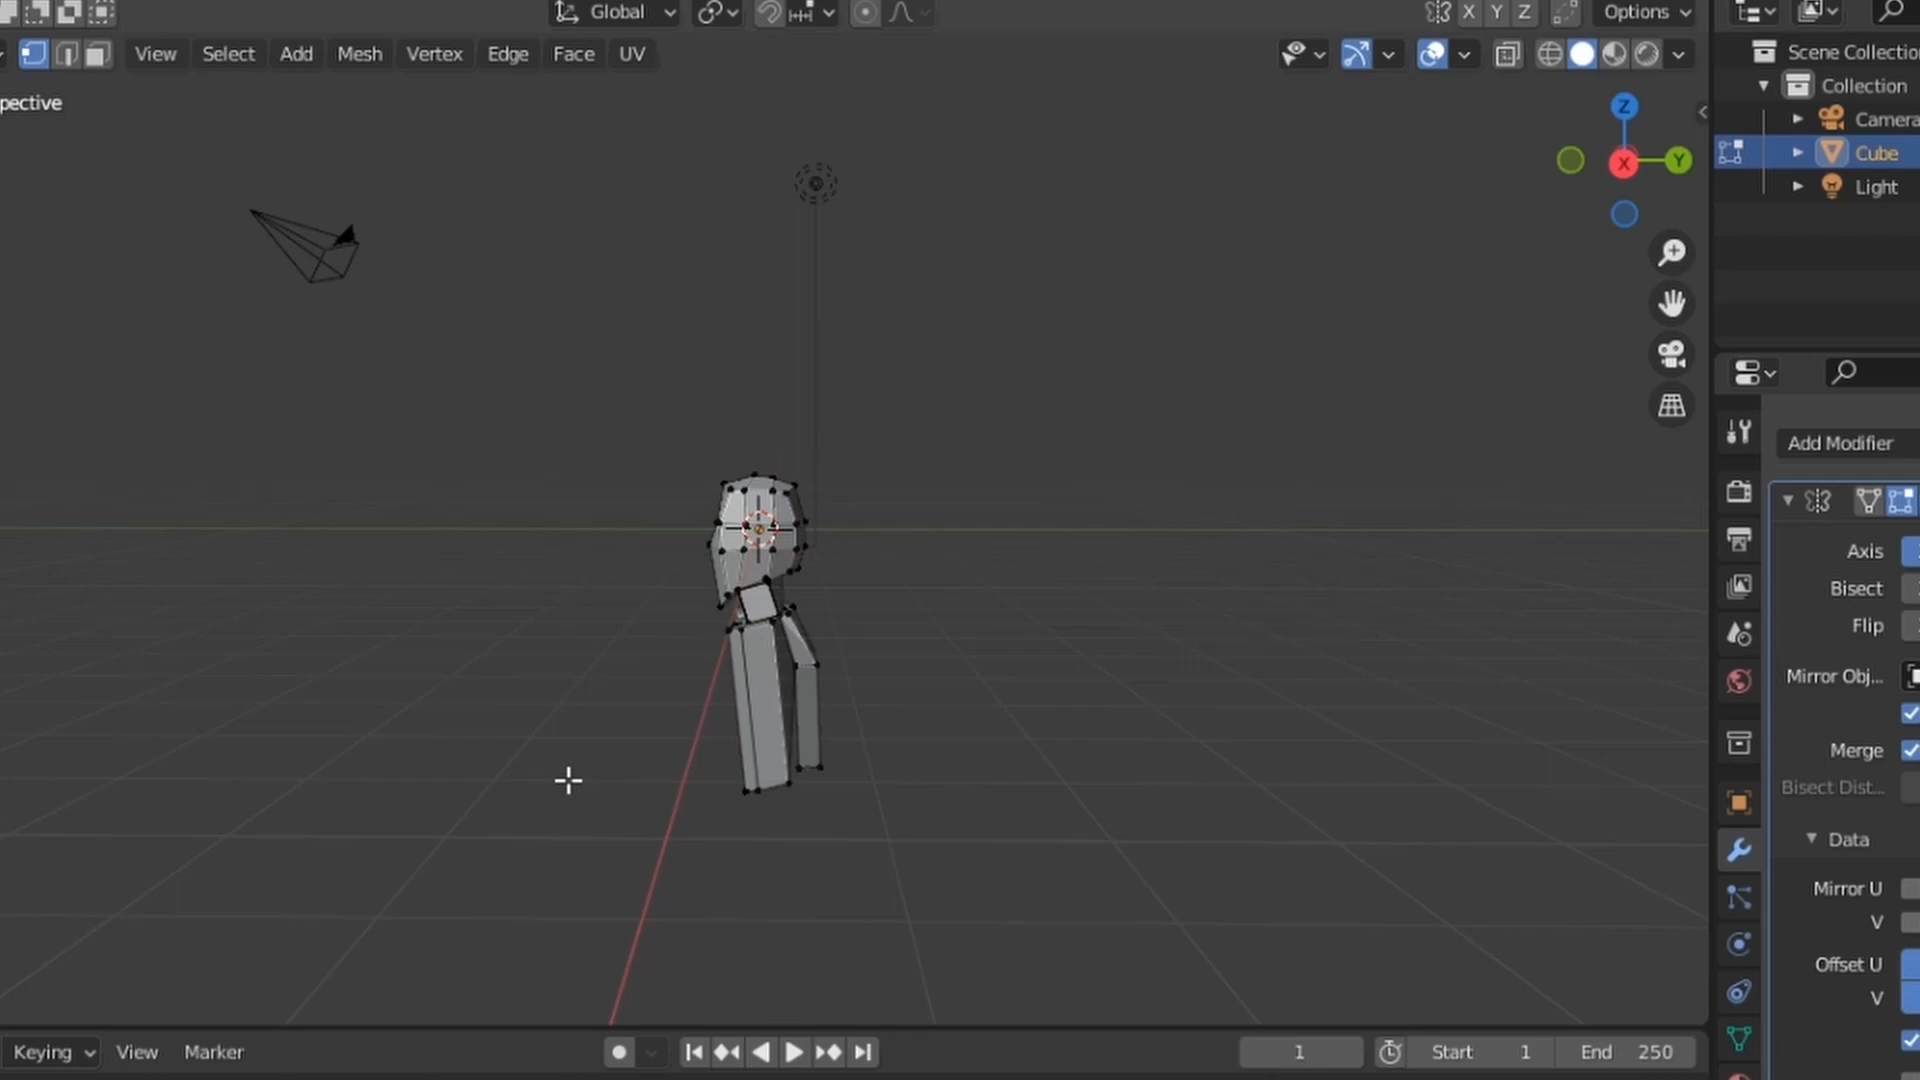 Global X Y Z Options
View Select Add Mesh Vertex Edge Face UV
pective
Z
X Y
Scene Collectio
Collection
Camera
Cube
Light
Add Modifier
Axis
Bisect
Flip
Mirror Obj...
Merge
Bisect Dist...
Data
Mirror U
V
Offset U
V
Keying View Marker 1 Start 1 End 250